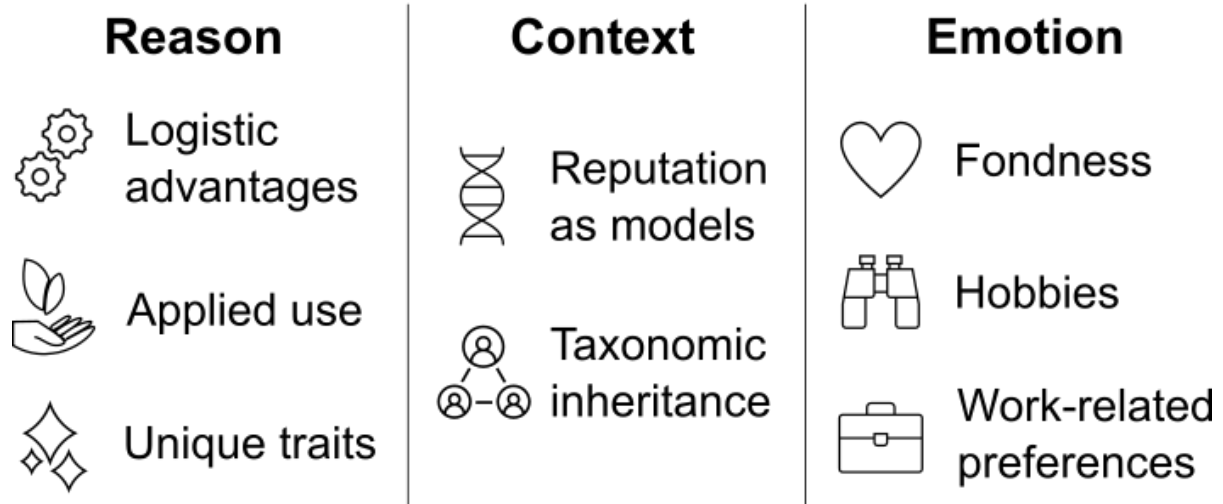 Reason
Logistic
advantages
Applied use
Unique traits
Context
Reputation
as models
Taxonomic
inheritance
Emotion
Fondness
Hobbies
Work-related
preferences